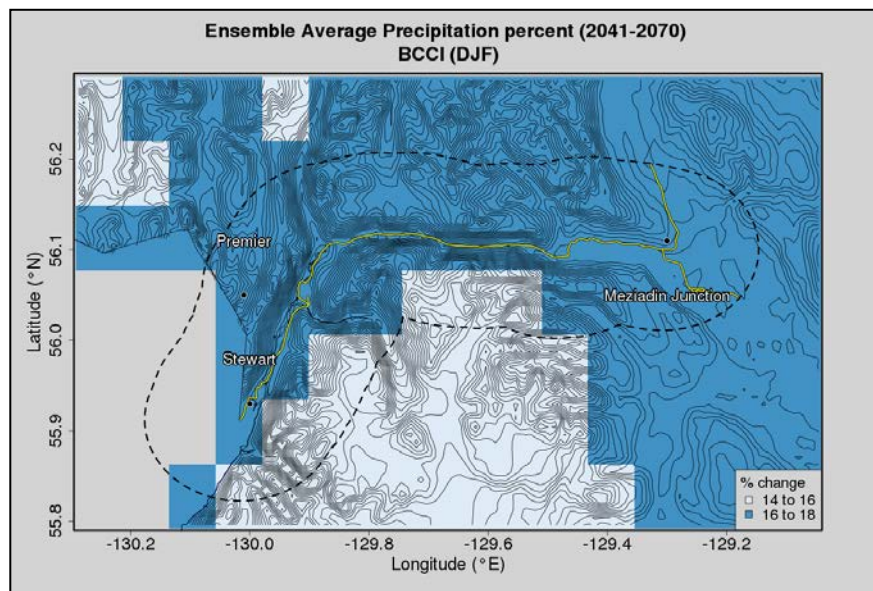 Ensemble Average Precipitation percent (2041-2070)
BCCI (DJF)
Latitude (°N)
56.2
56.1
56.0
55.9
55.8
Premier
Meziadin Junction
Stewart
% change
14 to 16
16 to 18
-130.2 -130.0 -129.8 -129.6 -129.4 -129.2
Longitude (°E)